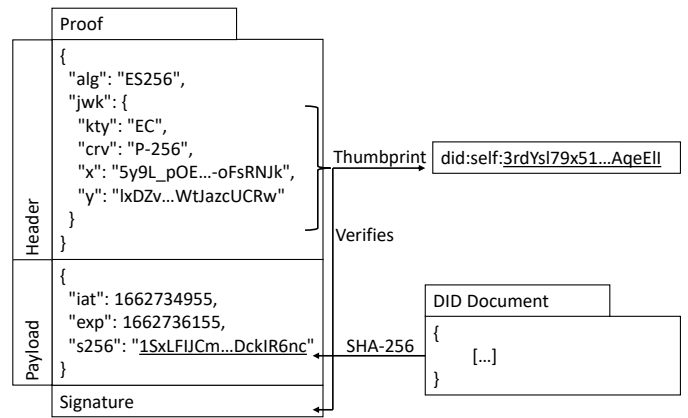 Proof
Header
{
"alg": "ES256",
"jwk": {
"kty": "EC",
"crv": "P-256",
"x": "5y9L_pOE...-oFsRNJk",
"y": "lxDZv...WtJazcUCRw"
}
}
Thumbprint
did:self:3rdYsl79x51...AqeEll
Verifies
Payload
{
"iat": 1662734955,
"exp": 1662736155,
"s256": "1SxLFIJCm...DckIR6nc"
}
SHA-256
DID Document
{
[...]
}
Signature